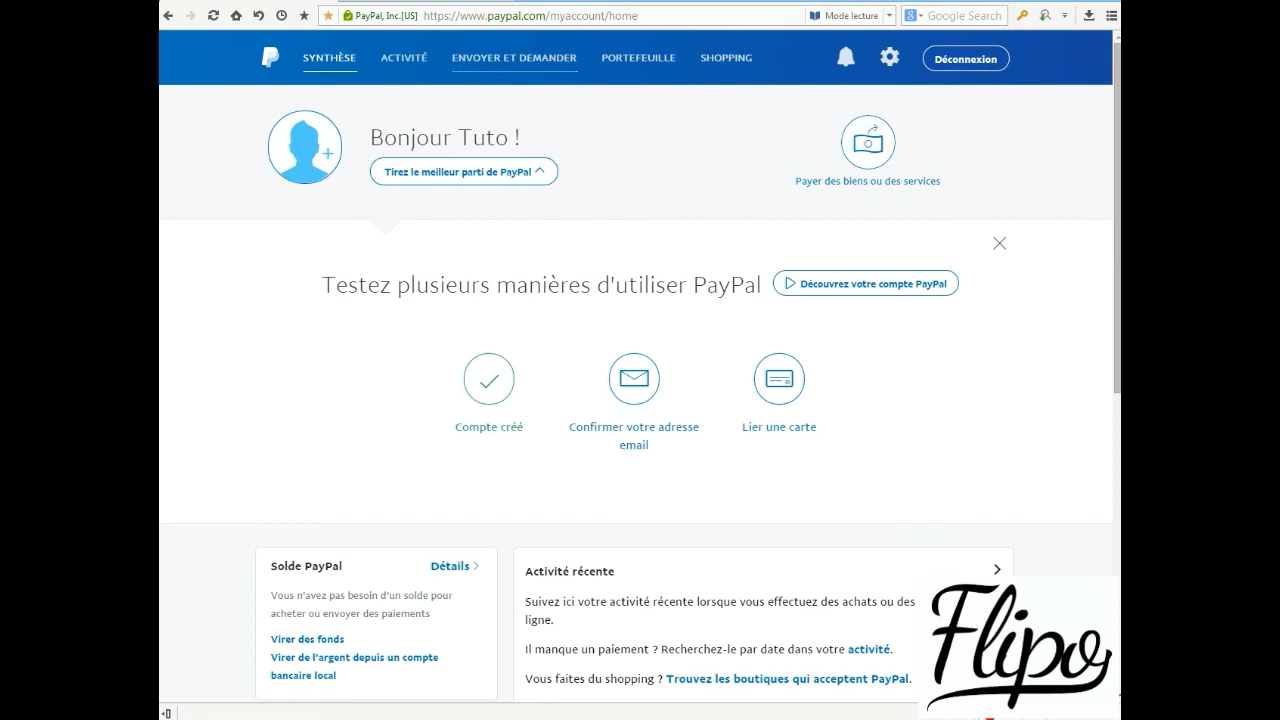 PayPal, Inc. [US] https://www.paypal.com/myaccount/home Mode lecture Google Search
SYNTHÈSE ACTIVITÉ ENVOYER ET DEMANDER PORTEFEUILLE SHOPPING Déconnexion
Bonjour Tuto !
Tirez le meilleur parti de PayPal
Payer des biens ou des services
Testez plusieurs manières d'utiliser PayPal
Découvrez votre compte PayPal
Compte créé
Confirmer votre adresse
email
Lier une carte
Solde PayPal Détails
Vous n'avez pas besoin d'un solde pour
acheter ou envoyer des paiements
Virer des fonds
Virer de l'argent depuis un compte
bancaire local
Activité récente
Suivez ici votre activité récente lorsque vous effectuez des achats ou des
ligne.
Il manque un paiement ? Recherchez-le par date dans votre activité.
Vous faites du shopping ? Trouvez les boutiques qui acceptent PayPal.
Flipo